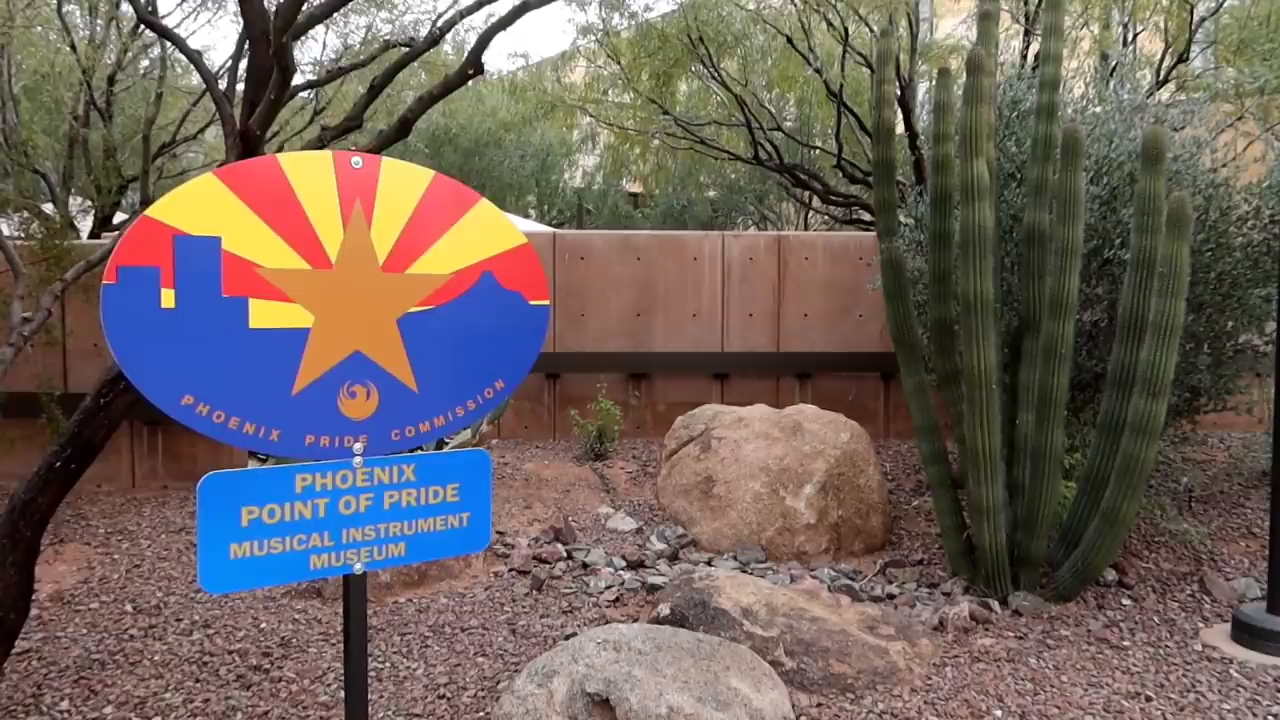 PHOENIX PRIDE COMMISSION
PHOENIX
POINT OF PRIDE
MUSICAL INSTRUMENT
MUSEUM